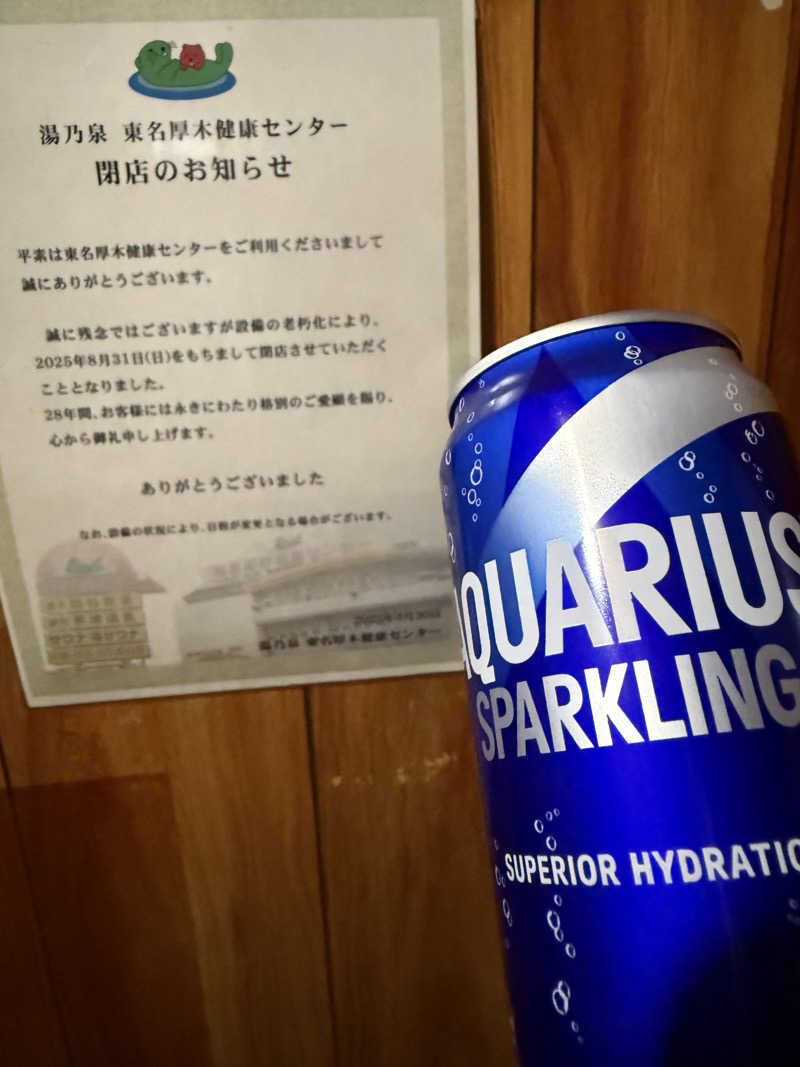 湯乃泉 東名厚木健康センター
閉店のお知らせ
平素は東名厚木健康センターをご利用くださいまして
誠にありがとうございます。
誠に残念ではございますが設備の老朽化により、
2025年8月31日(日)をもちまして閉店させていただく
こととなりました。
28年間、お客様には永きにわたり格別のご愛顧を賜り、
心から御礼申し上げます。
ありがとうございました
なお、設備の状況により、日程が変更となる場合がございます。
湯乃泉 東名厚木健康センター
AQUARIUS
SPARKLING
SUPERIOR HYDRATIO